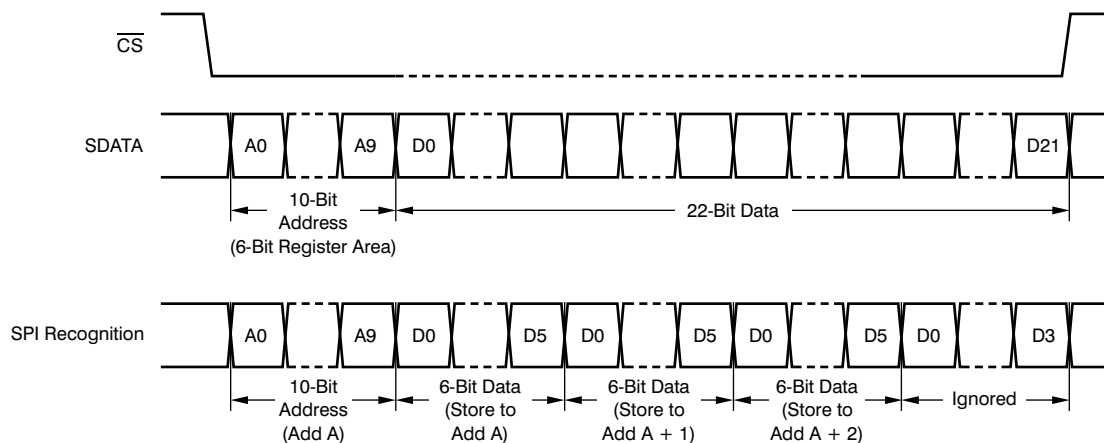 CS
SDATA
A0
A9
D0
D21
10-Bit
Address
(6-Bit Register Area)
22-Bit Data
SPI Recognition
A0
A9
D0
D5
D0
D5
D0
D5
D0
D3
10-Bit
Address
(Add A)
6-Bit Data
(Store to
Add A)
6-Bit Data
(Store to
Add A + 1)
6-Bit Data
(Store to
Add A + 2)
Ignored